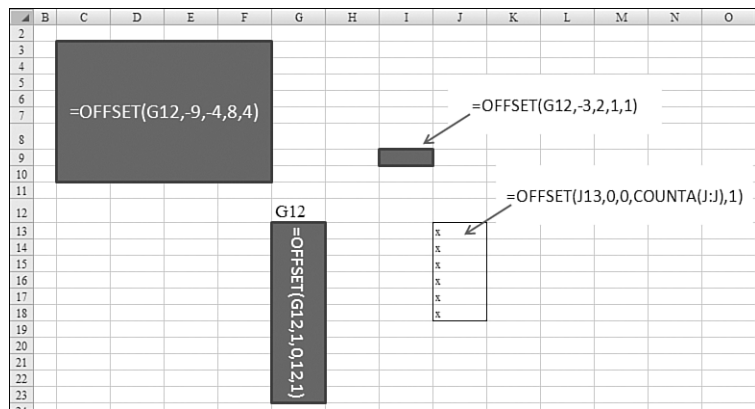 B C D E F G H I J K L M N O
2
3
4
5
6
7
8
9
10
11
12
13
14
15
16
17
18
19
20
21
22
23
=OFFSET(G12,-9,-4,8,4)
=OFFSET(G12,-3,2,1,1)
=OFFSET(J13,0,0,COUNTA(J:J),1)
G12
=OFFSET(G12,1,0,12,1)
x
x
x
x
x
x